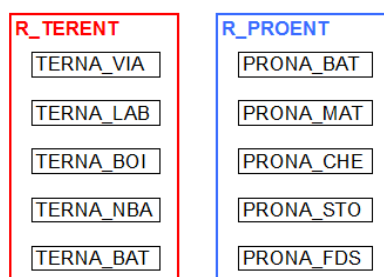 R_TERENT
TERNA_VIA
TERNA_LAB
TERNA_BOI
TERNA_NBA
TERNA_BAT
R_PROENT
PRONA_BAT
PRONA_MAT
PRONA_CHE
PRONA_STO
PRONA_FDS